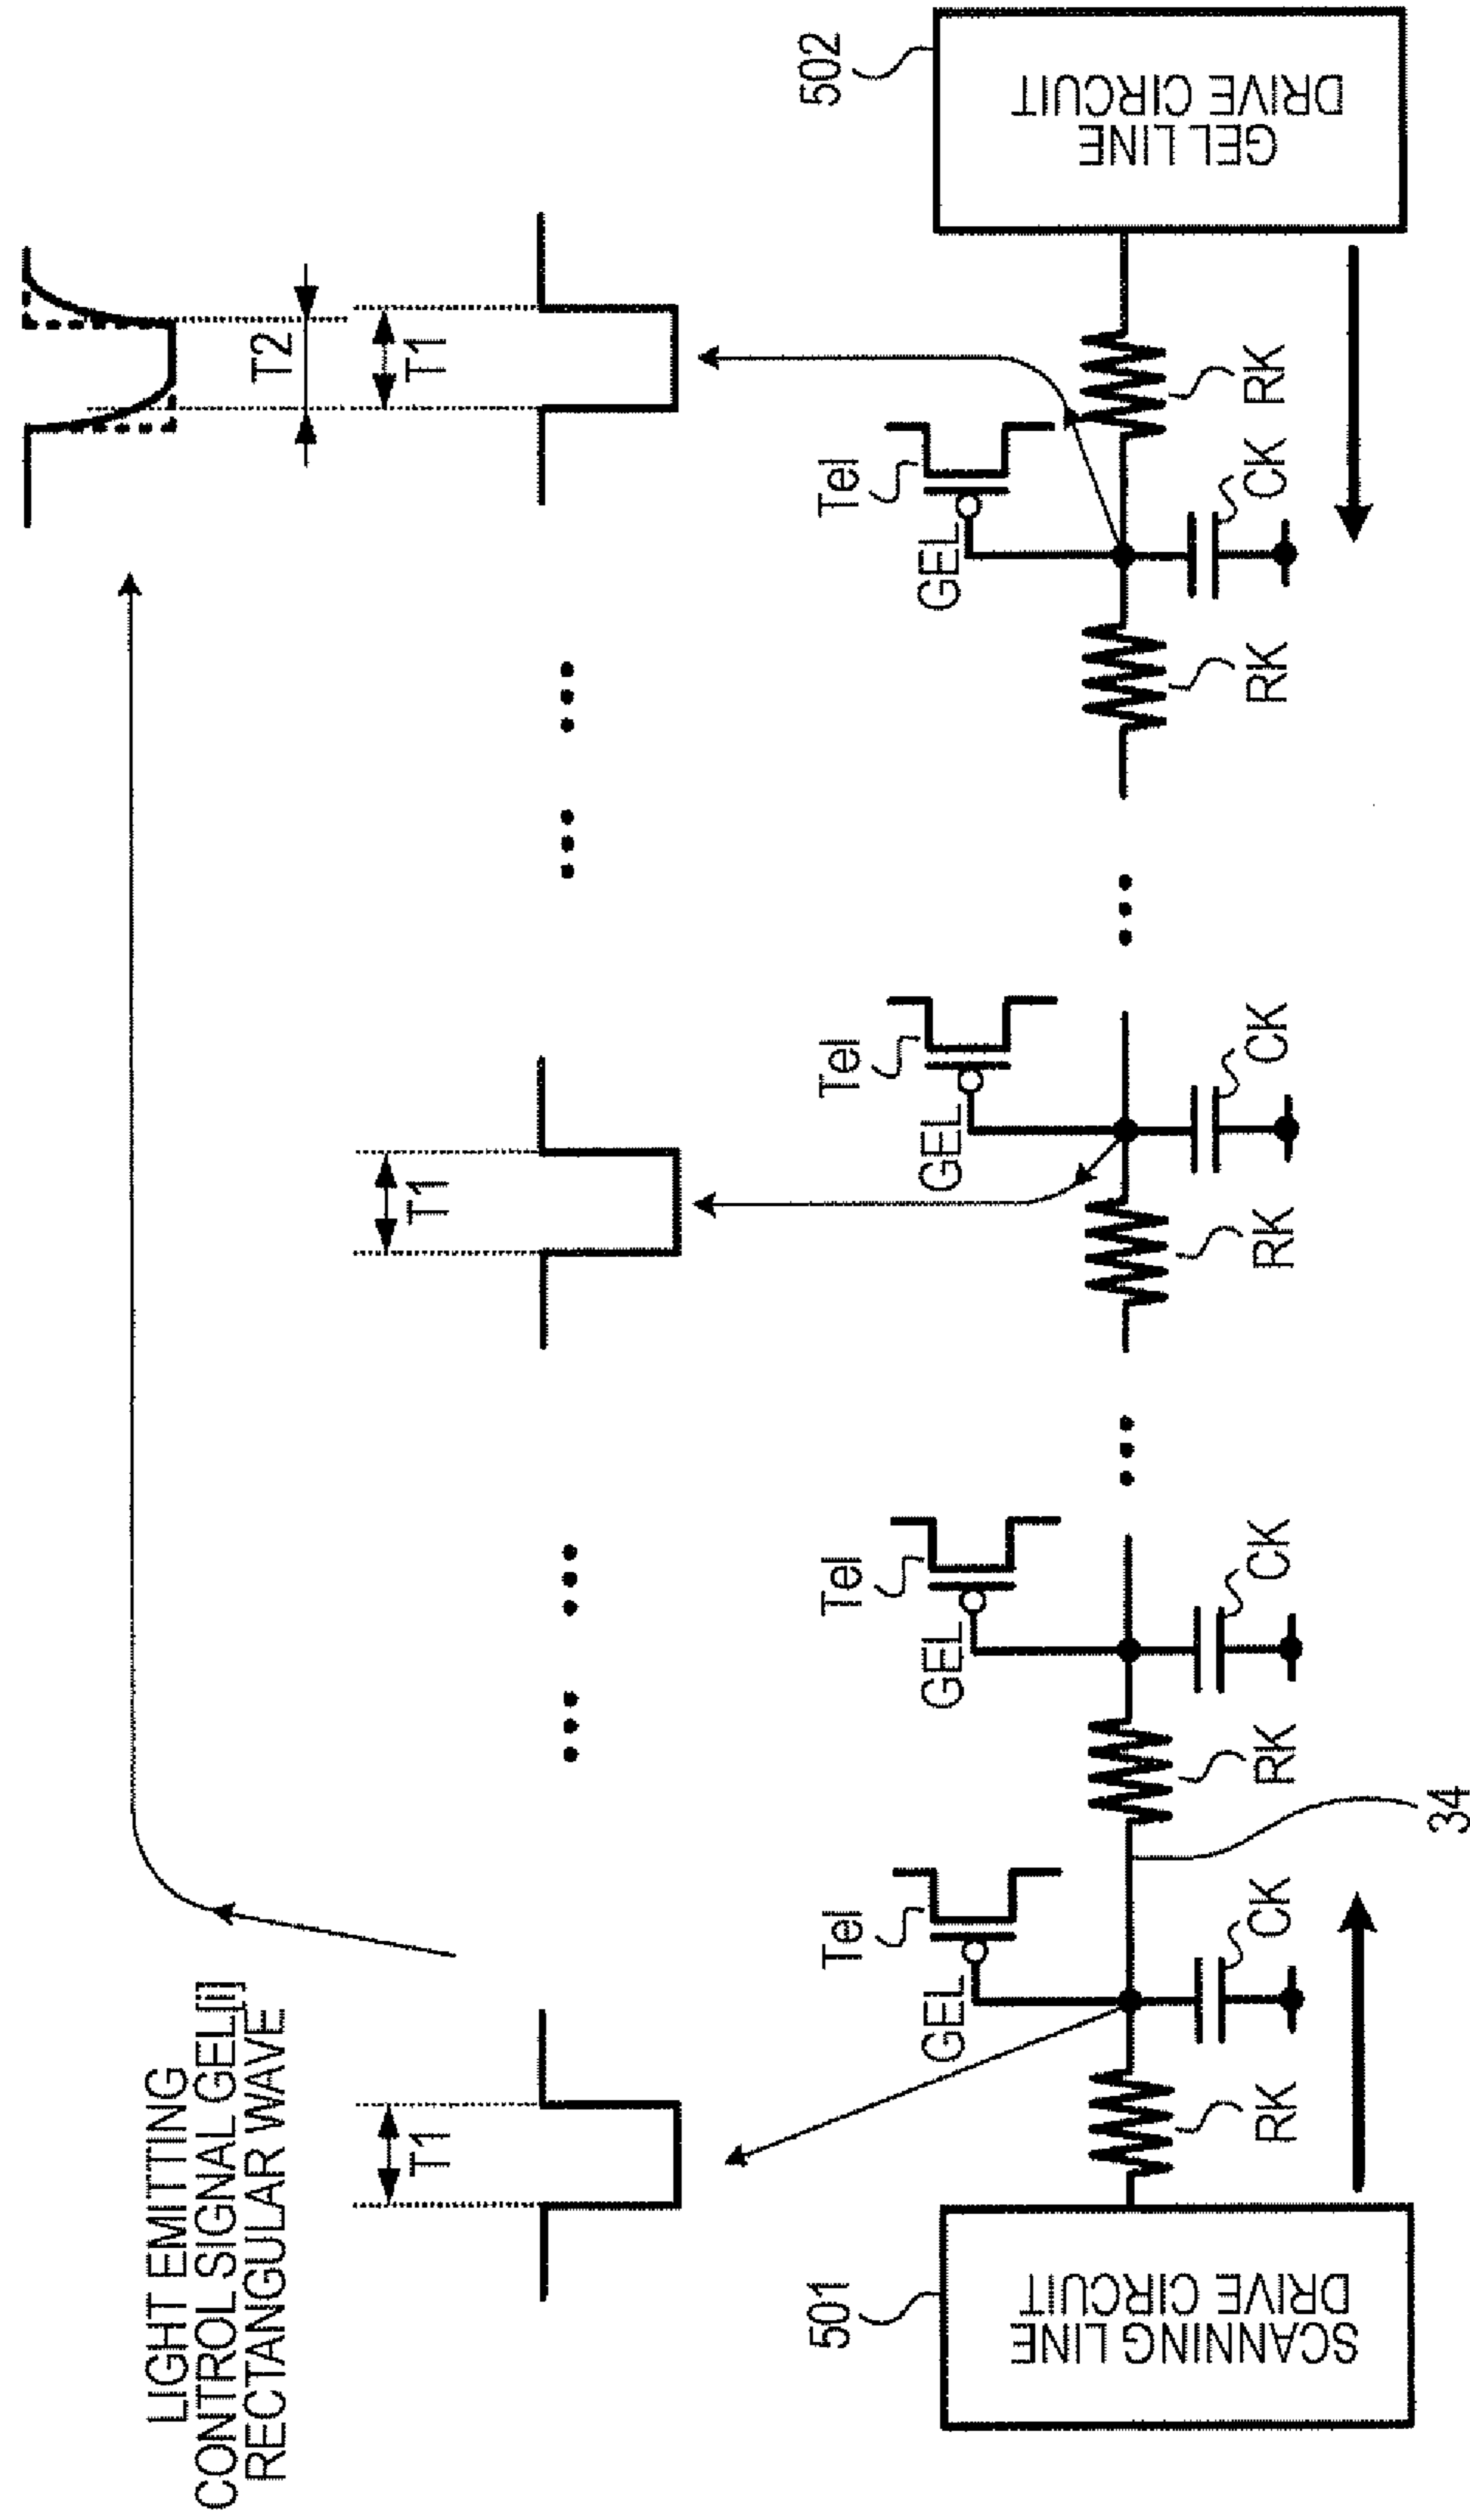 LIGHT EMITTING
CONTROL SIGNAL GEL[i]
RECTANGULAR WAVE
T2
T1
T1
T1
Tel
Tel
Tel
Tel
GEL
GEL
GEL
GEL
501
SCANNING LINE
DRIVE CIRCUIT
RK
CK
34
RK
CK
RK
CK
RK
CK
RK
502
GEL LINE
DRIVE CIRCUIT